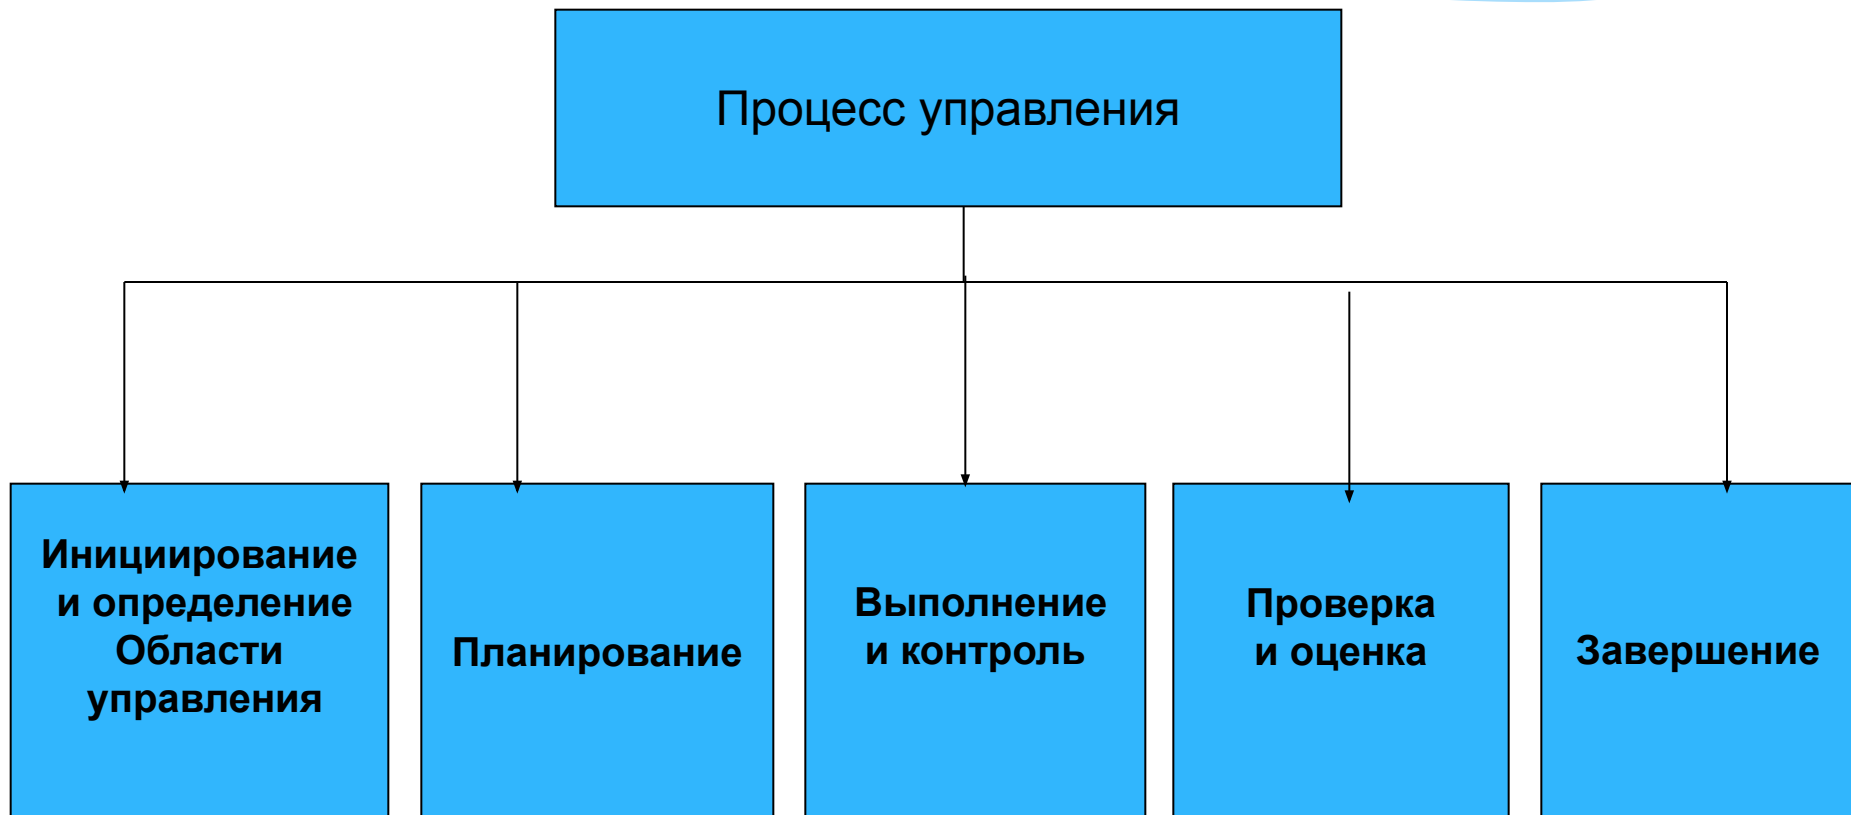 Процесс управления
Инициирование
и определение
Области
управления
Планирование
Выполнение
и контроль
Проверка
и оценка
Завершение